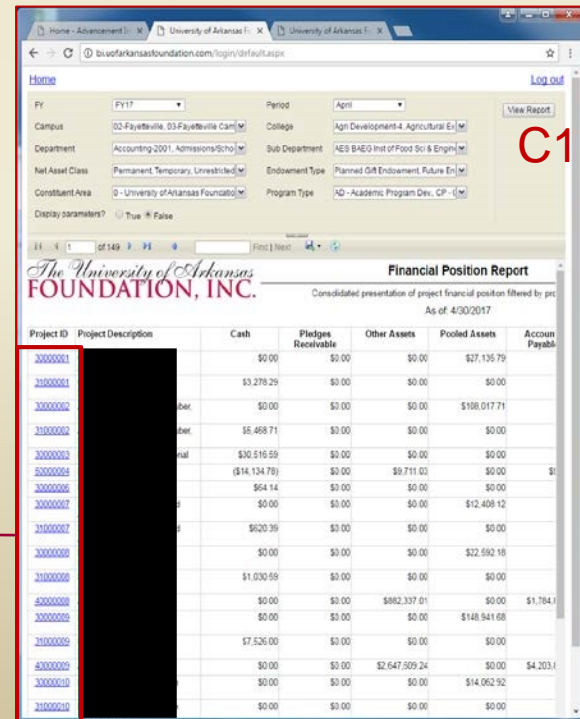 Home - Advancement In
University of Arkansas Fo
University of Arkansas Fo
bi.uofarkansasfoundation.com/login/default.aspx
Home Log out
FY FY17 Period April View Report
Campus 02-Fayetteville, 03-Fayetteville Cam College Agri Development-4, Agricultural Ex
C1
Department Accounting-2001, Admissions/Scho Sub Department AES BAEG-Inst of Food Sci & Engin
Net Asset Class Permanent, Temporary, Unrestricted Endowment Type Planned Gift Endowment, Future En
Constituent Area 0 - University of Arkansas Foundatio Program Type AD - Academic Program Dev., CP -
Display parameters? True False
1 of 149 Find | Next
The University of Arkansas
FOUNDATION, INC.
Financial Position Report
Consolidated presentation of project financial position filtered by pro
As of: 4/30/2017
Project ID Project Description Cash Pledges Receivable Other Assets Pooled Assets Accoun Payabl
30000001 $0.00 $0.00 $0.00 $27,135.79
31000001 $3,278.29 $0.00 $0.00 $0.00
30000002 ber, $0.00 $0.00 $0.00 $108,017.71
31000002 ber, $5,468.71 $0.00 $0.00 $0.00
30000003 nal $30,516.59 $0.00 $0.00 $0.00
60000004 ($14,134.78) $0.00 $9,711.03 $0.00
30000006 $64.14 $0.00 $0.00 $0.00
30000007 $0.00 $0.00 $0.00 $12,408.12
31000007 $620.39 $0.00 $0.00 $0.00
30000008 $0.00 $0.00 $0.00 $22,592.18
31000008 $1,030.59 $0.00 $0.00 $0.00
40000008 $0.00 $0.00 $882,337.01 $0.00 $1,784,
30000009 $0.00 $0.00 $0.00 $148,941.68
31000009 $7,526.00 $0.00 $0.00 $0.00
40000009 $0.00 $0.00 $2,647,509.24 $0.00 $4,203,
30000010 $0.00 $0.00 $0.00 $14,062.92
31000010 $0.00 $0.00 $0.00 $0.00